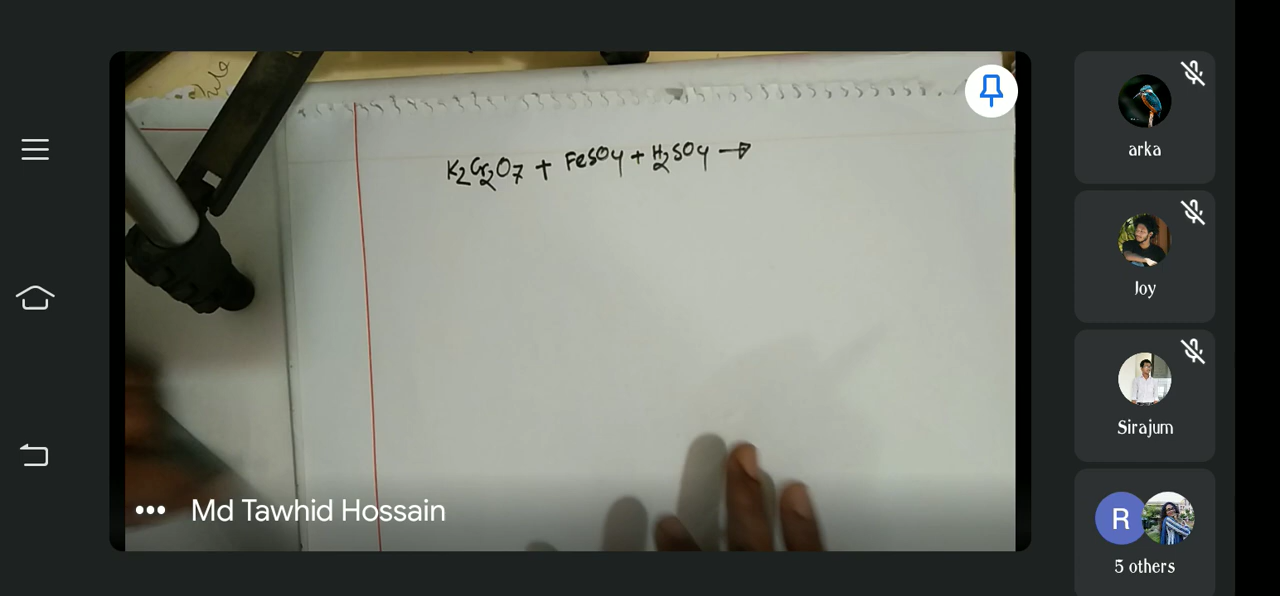 K2Cr2O7 + FeSO4 + H2SO4 →
arka
Joy
Sirajum
R
5 others
••• Md Tawhid Hossain